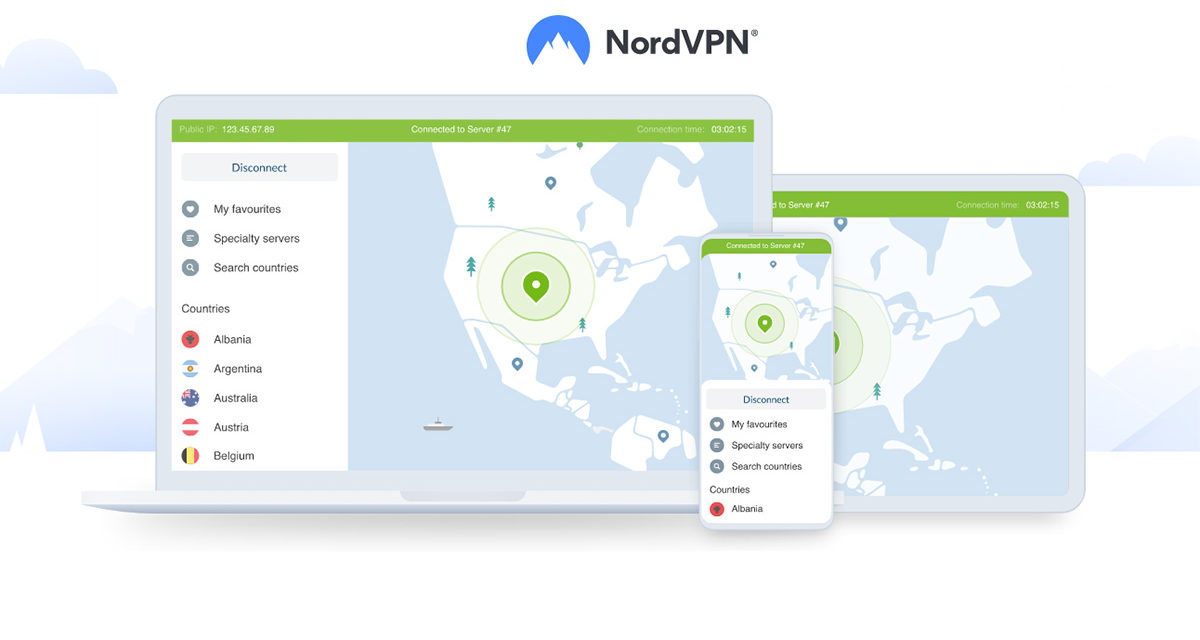 NordVPN®
Public IP: 123.45.67.89 Connected to Server #47 Connection time: 03:02:15
Disconnect
My favourites
Specialty servers
Search countries
Countries
Albania
Argentina
Australia
Austria
Belgium
d to Server #47 Connection time: 03:02:15
Connected to Server #47
Disconnect
My favourites
Specialty servers
Search countries
Countries
Albania